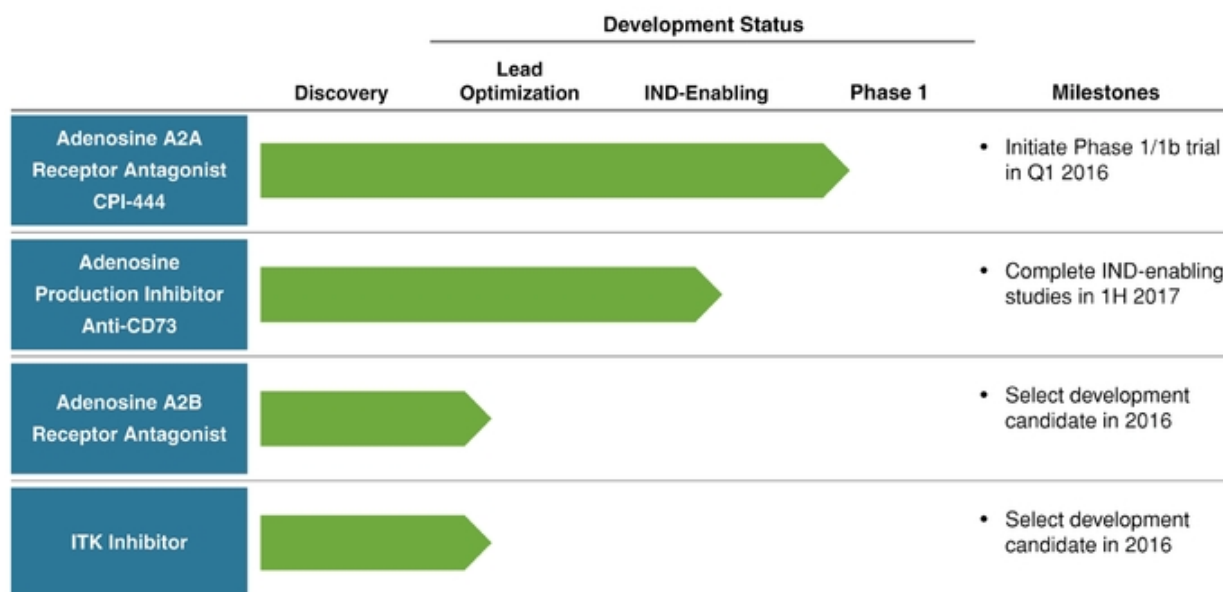 Development Status
Discovery
Lead
Optimization
IND-Enabling
Phase 1
Milestones
Adenosine A2A
Receptor Antagonist
CPI-444
• Initiate Phase 1/1b trial
in Q1 2016
Adenosine
Production Inhibitor
Anti-CD73
• Complete IND-enabling
studies in 1H 2017
Adenosine A2B
Receptor Antagonist
• Select development
candidate in 2016
ITK Inhibitor
• Select development
candidate in 2016